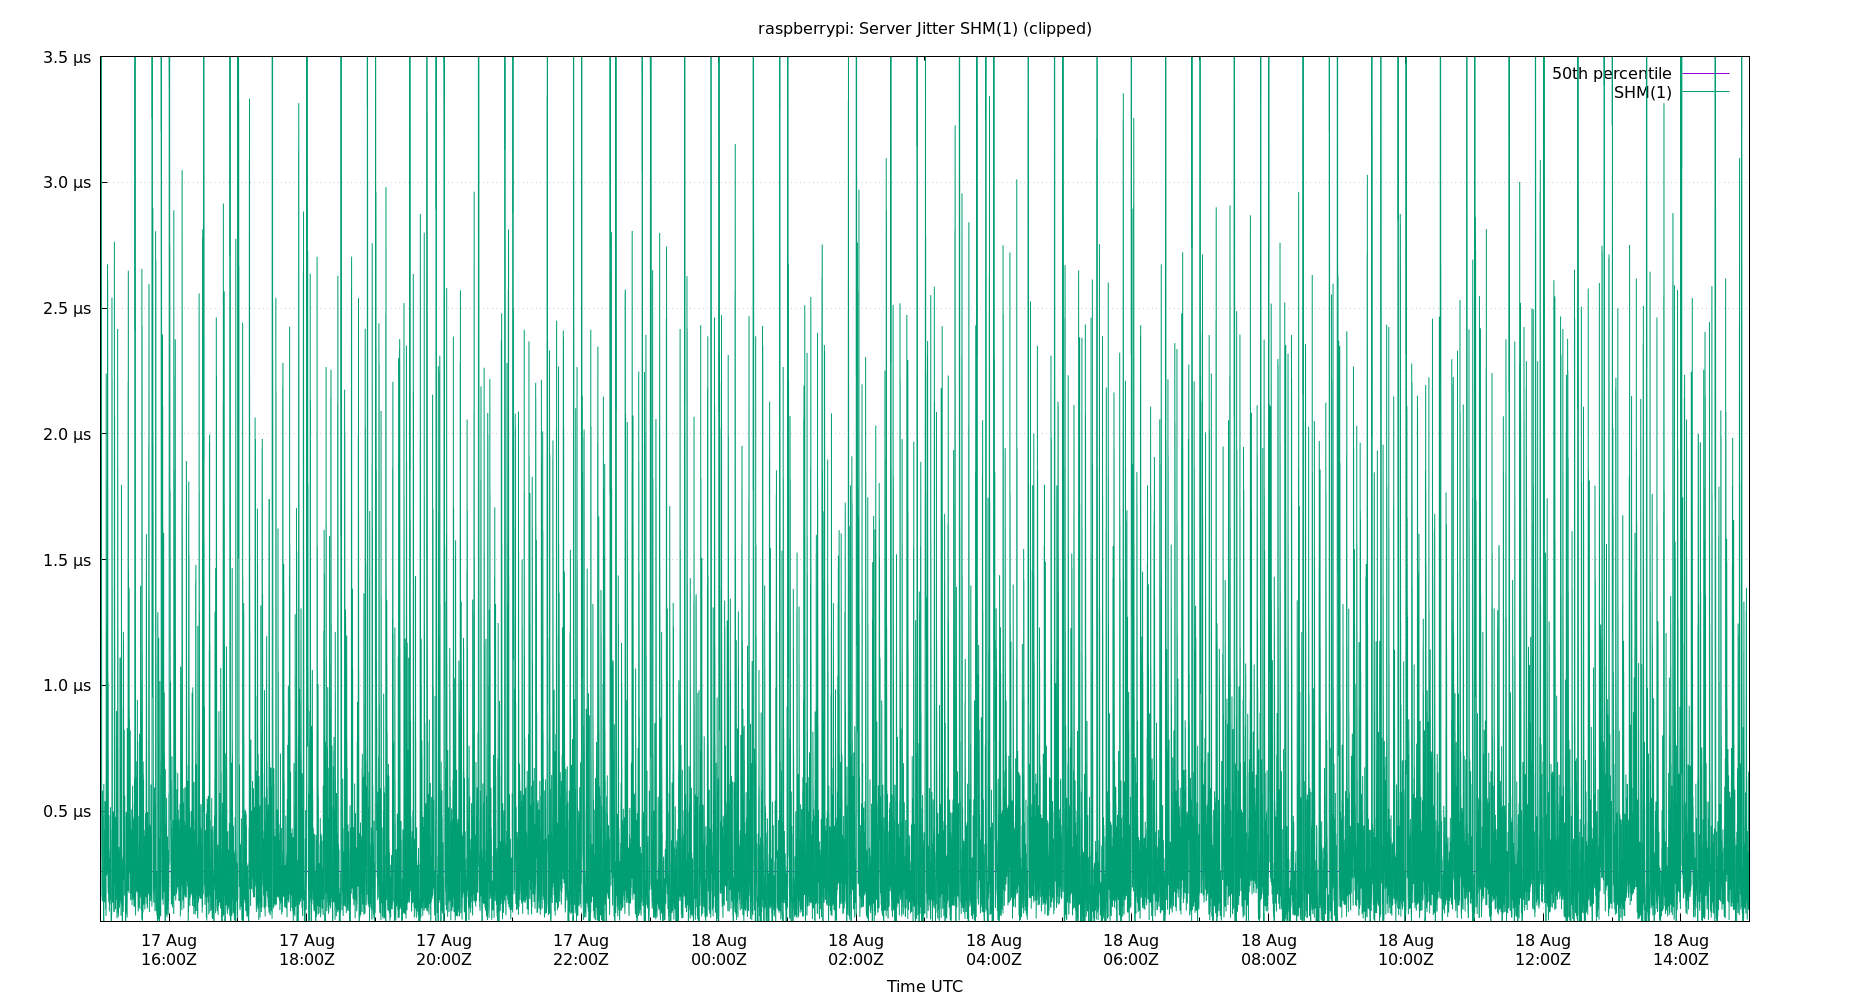 raspberrypi: Server Jitter SHM(1) (clipped)
3.5 µs
3.0 µs
2.5 µs
2.0 µs
1.5 µs
1.0 µs
0.5 µs
50th percentile
SHM(1)
17 Aug 17 Aug 17 Aug 17 Aug 18 Aug 18 Aug 18 Aug 18 Aug 18 Aug 18 Aug 18 Aug 18 Aug
16:00Z 18:00Z 20:00Z 22:00Z 00:00Z 02:00Z 04:00Z 06:00Z 08:00Z 10:00Z 12:00Z 14:00Z
Time UTC